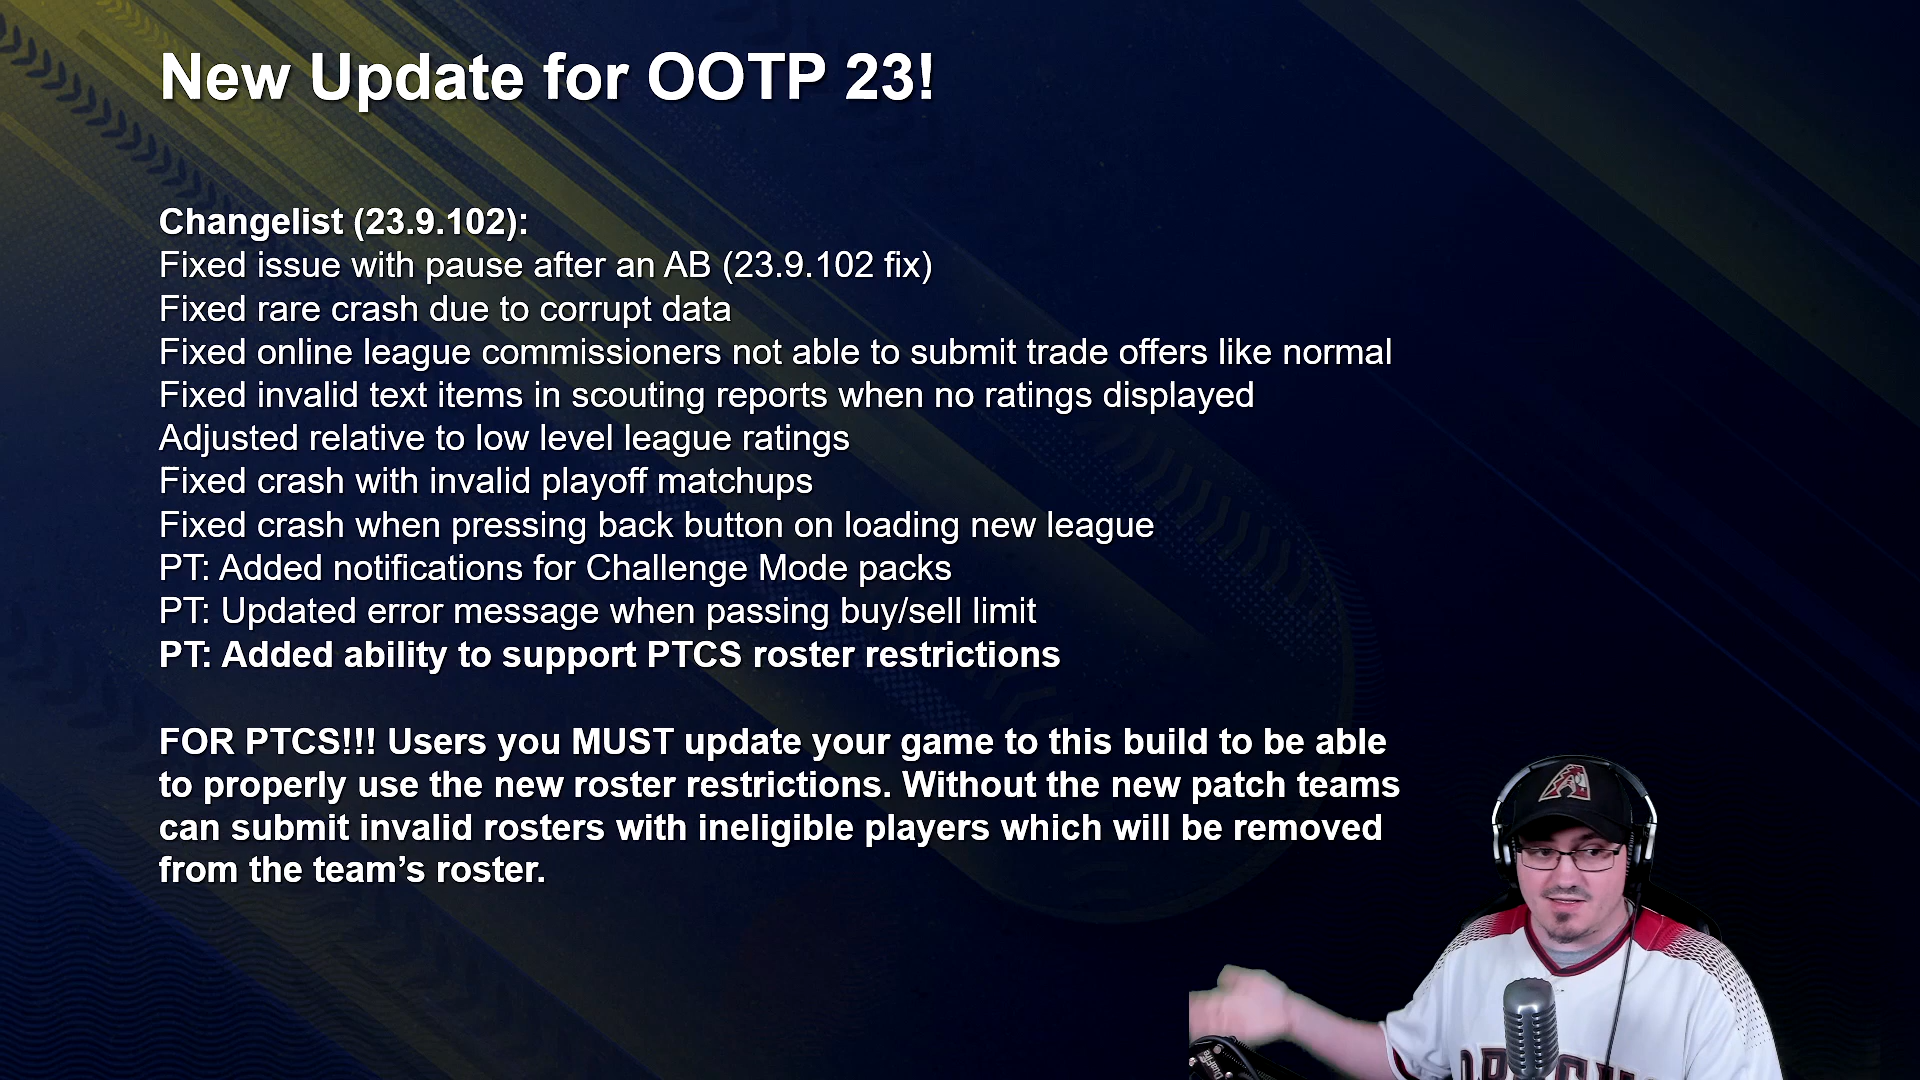 New Update for OOTP 23!
Changelist (23.9.102):
Fixed issue with pause after an AB (23.9.102 fix)
Fixed rare crash due to corrupt data
Fixed online league commissioners not able to submit trade offers like normal
Fixed invalid text items in scouting reports when no ratings displayed
Adjusted relative to low level league ratings
Fixed crash with invalid playoff matchups
Fixed crash when pressing back button on loading new league
PT: Added notifications for Challenge Mode packs
PT: Updated error message when passing buy/sell limit
PT: Added ability to support PTCS roster restrictions
FOR PTCS!!! Users you MUST update your game to this build to be able
to properly use the new roster restrictions. Without the new patch teams
can submit invalid rosters with ineligible players which will be removed
from the team’s roster.